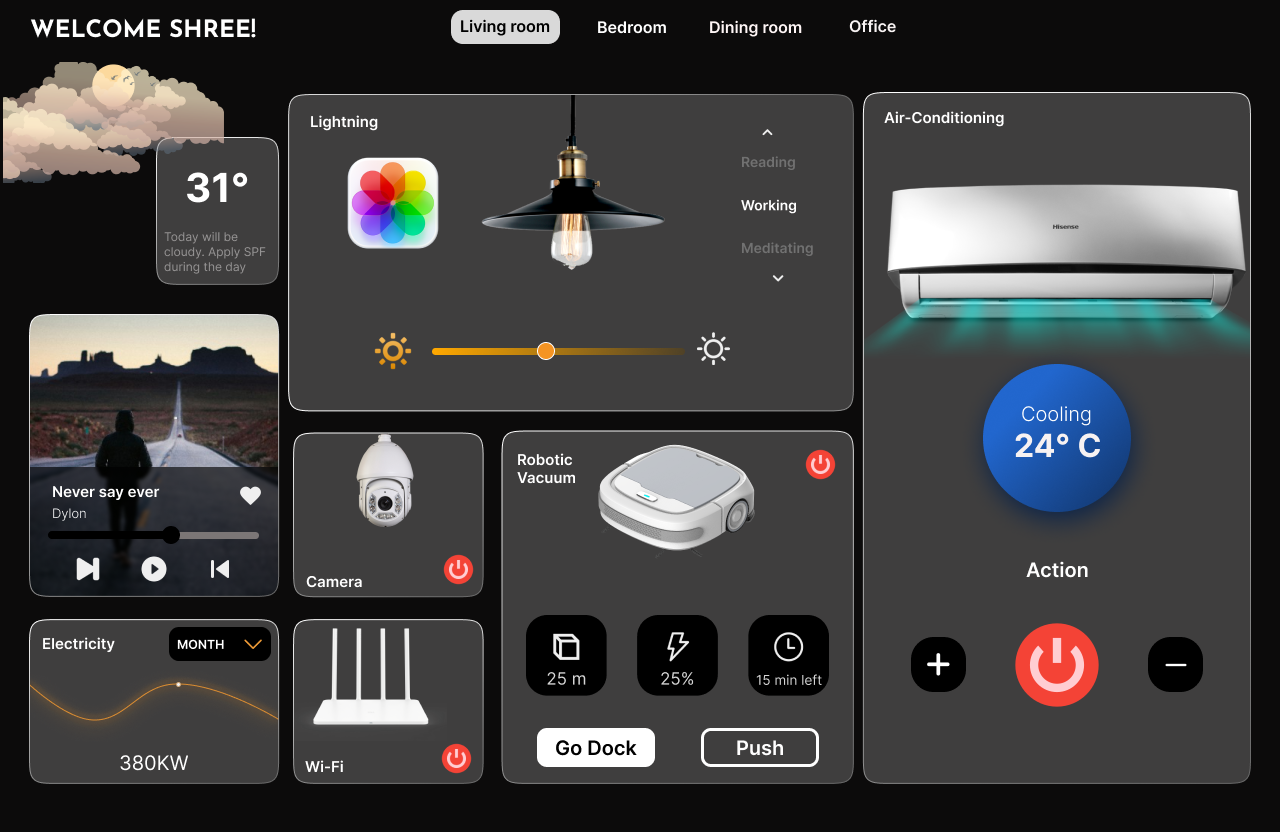 WELCOME SHREE!
Living room
Bedroom
Dining room
Office
31°
Today will be
cloudy. Apply SPF
during the day
Lightning
Reading
Working
Meditating
Air-Conditioning
Hisense
Cooling
24° C
Action
Never say ever
Dylon
Camera
Robotic
Vacuum
25 m
25%
15 min left
Go Dock
Push
Electricity
MONTH
380KW
Wi-Fi